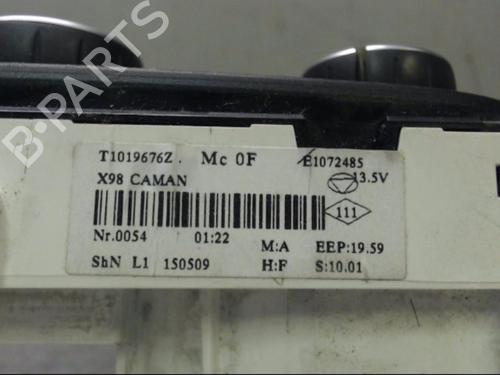 B-PARTS
T1019676Z. Mc 0F E1072485
X98 CAMAN 13.5V
111
Nr.0054 01:22 M:A EEP:19.59
ShN L1 150509 H:F S:10.01